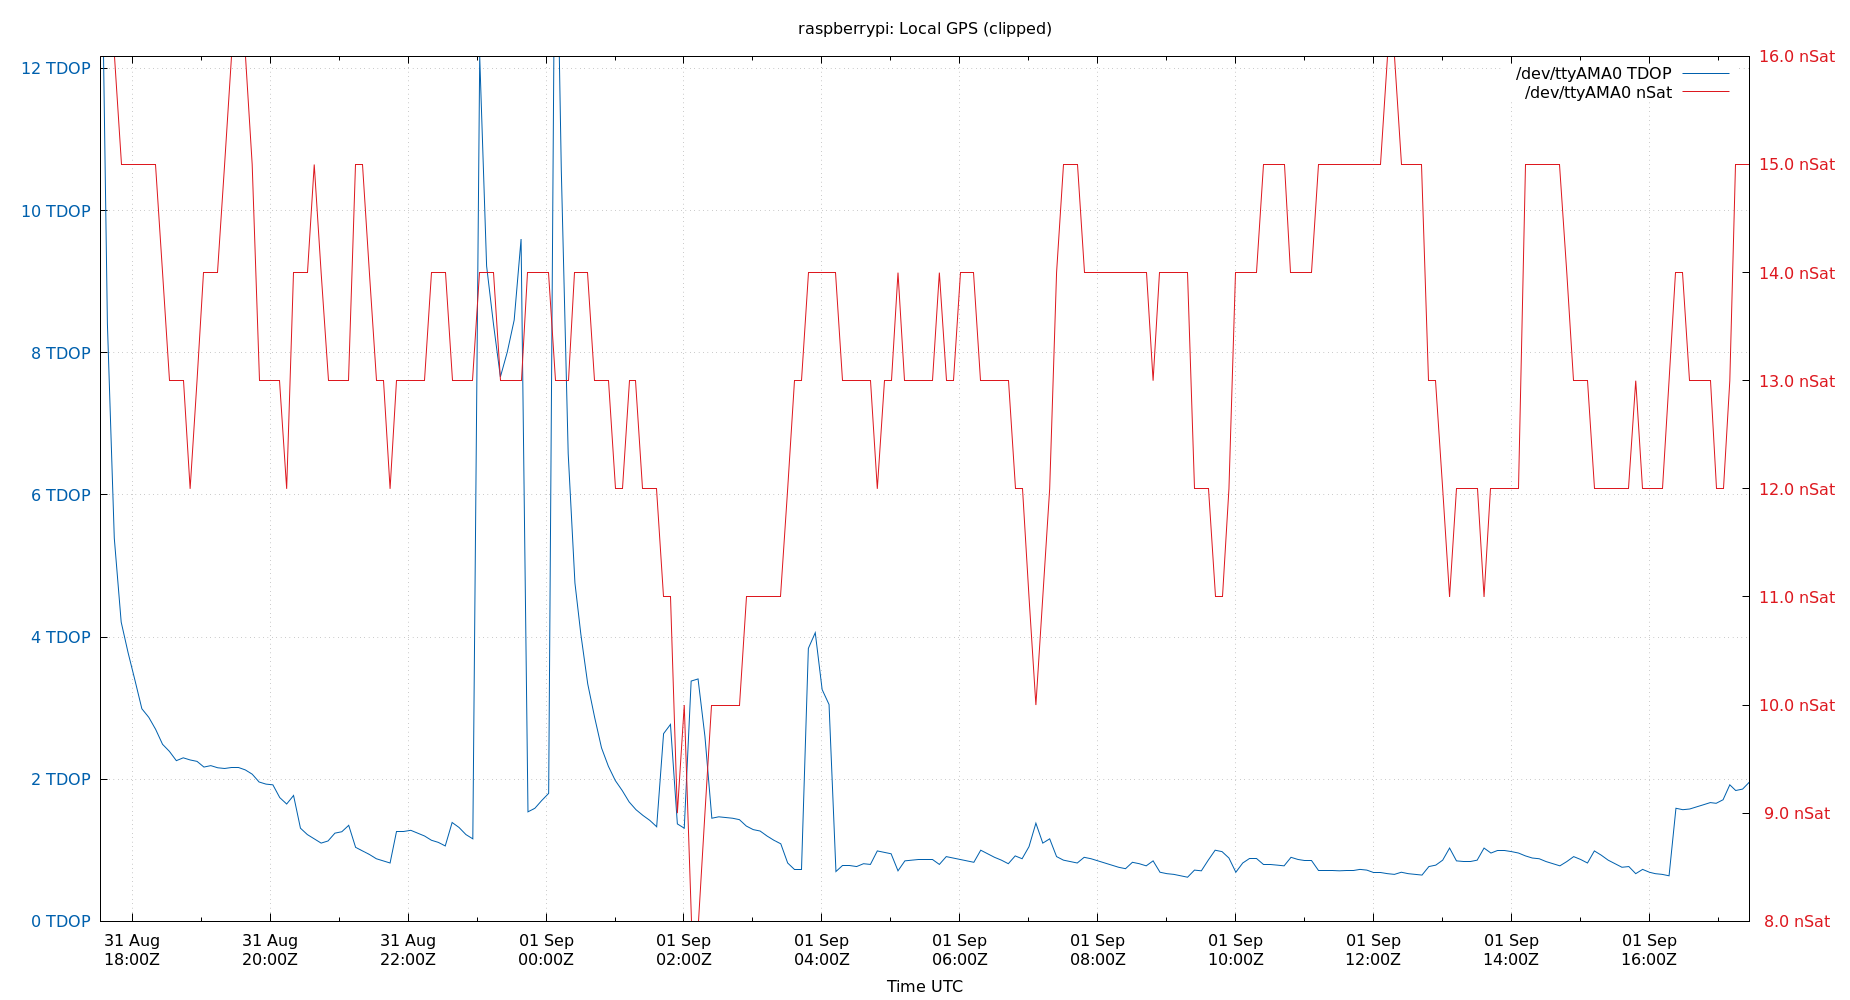 raspberrypi: Local GPS (clipped)
/dev/ttyAMA0 TDOP
/dev/ttyAMA0 nSat
12 TDOP
10 TDOP
8 TDOP
6 TDOP
4 TDOP
2 TDOP
0 TDOP
16.0 nSat
15.0 nSat
14.0 nSat
13.0 nSat
12.0 nSat
11.0 nSat
10.0 nSat
9.0 nSat
8.0 nSat
31 Aug
18:00Z
31 Aug
20:00Z
31 Aug
22:00Z
01 Sep
00:00Z
01 Sep
02:00Z
01 Sep
04:00Z
01 Sep
06:00Z
01 Sep
08:00Z
01 Sep
10:00Z
01 Sep
12:00Z
01 Sep
14:00Z
01 Sep
16:00Z
Time UTC